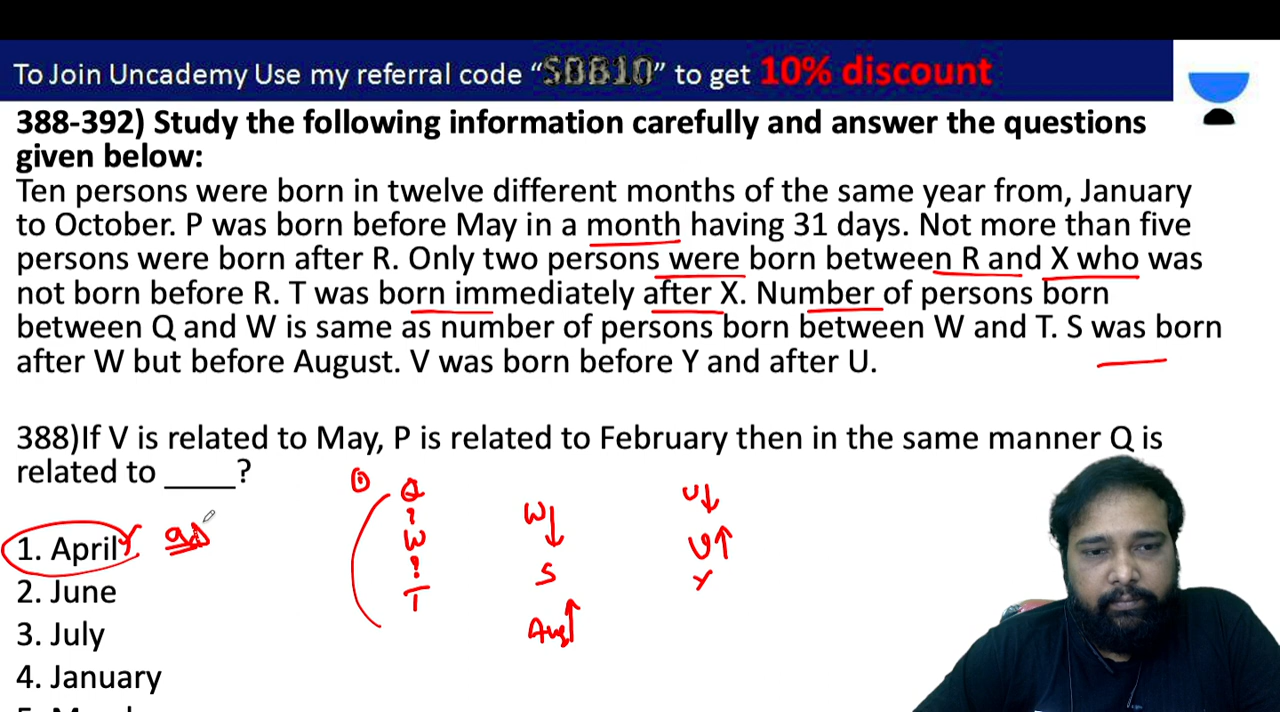 To Join Uncademy Use my referral code “SBB10” to get 10% discount
388-392) Study the following information carefully and answer the questions
given below:
Ten persons were born in twelve different months of the same year from, January
to October. P was born before May in a month having 31 days. Not more than five
persons were born after R. Only two persons were born between R and X who was
not born before R. T was born immediately after X. Number of persons born
between Q and W is same as number of persons born between W and T. S was born
after W but before August. V was born before Y and after U.
388)If V is related to May, P is related to February then in the same manner Q is
related to ____?
1. April
2. June
3. July
4. January
Q
W
T
W
S
Aug
U
Y